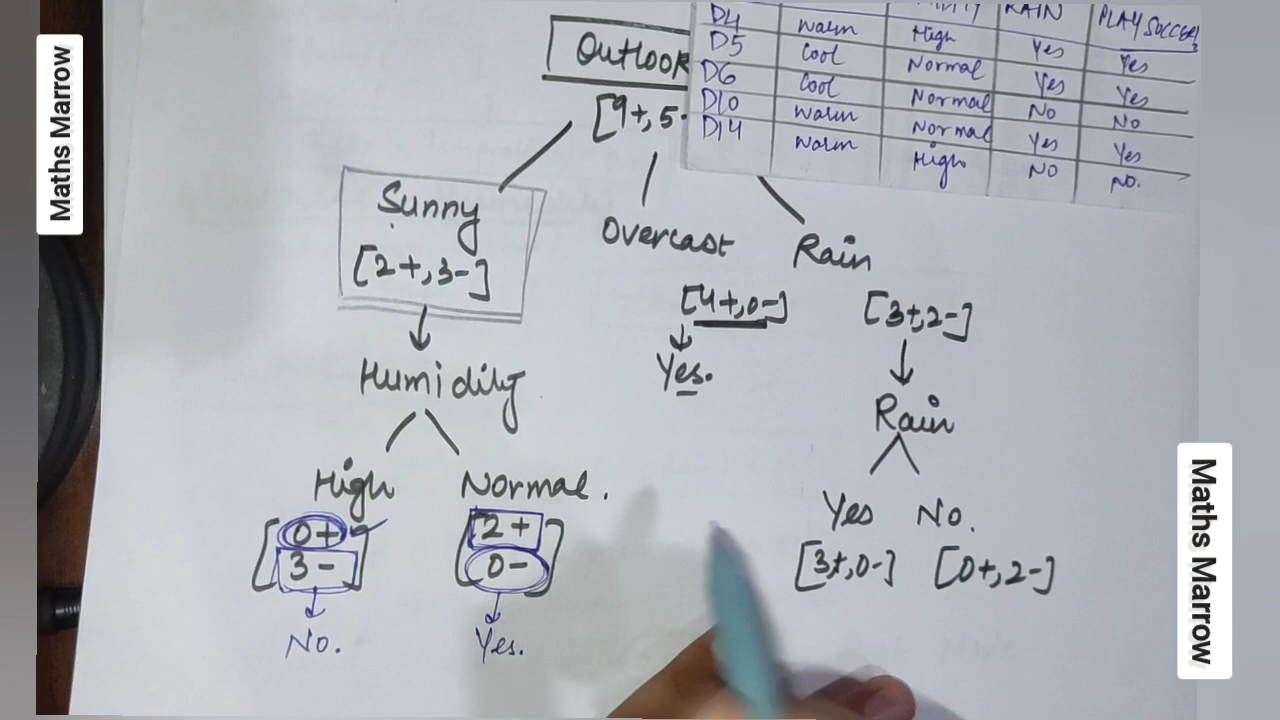 Maths Marrow
RAIN PLAY SOCCER
D4 Warm High Yes Yes
D5 Cool Normal Yes Yes
D6 Cool Normal No No
D10 Warm Normal Yes Yes
D14 Warm High No No.
Outlook
[9+, 5-
Sunny
[2+, 3-]
Overcast
Rain
[4+, 0-]
[3+, 2-]
Yes.
Humidity
Rain
High Normal.
Yes No.
0+
3-
2+
0-
[3+, 0-] [0+, 2-]
No.
Yes.
Maths Marrow